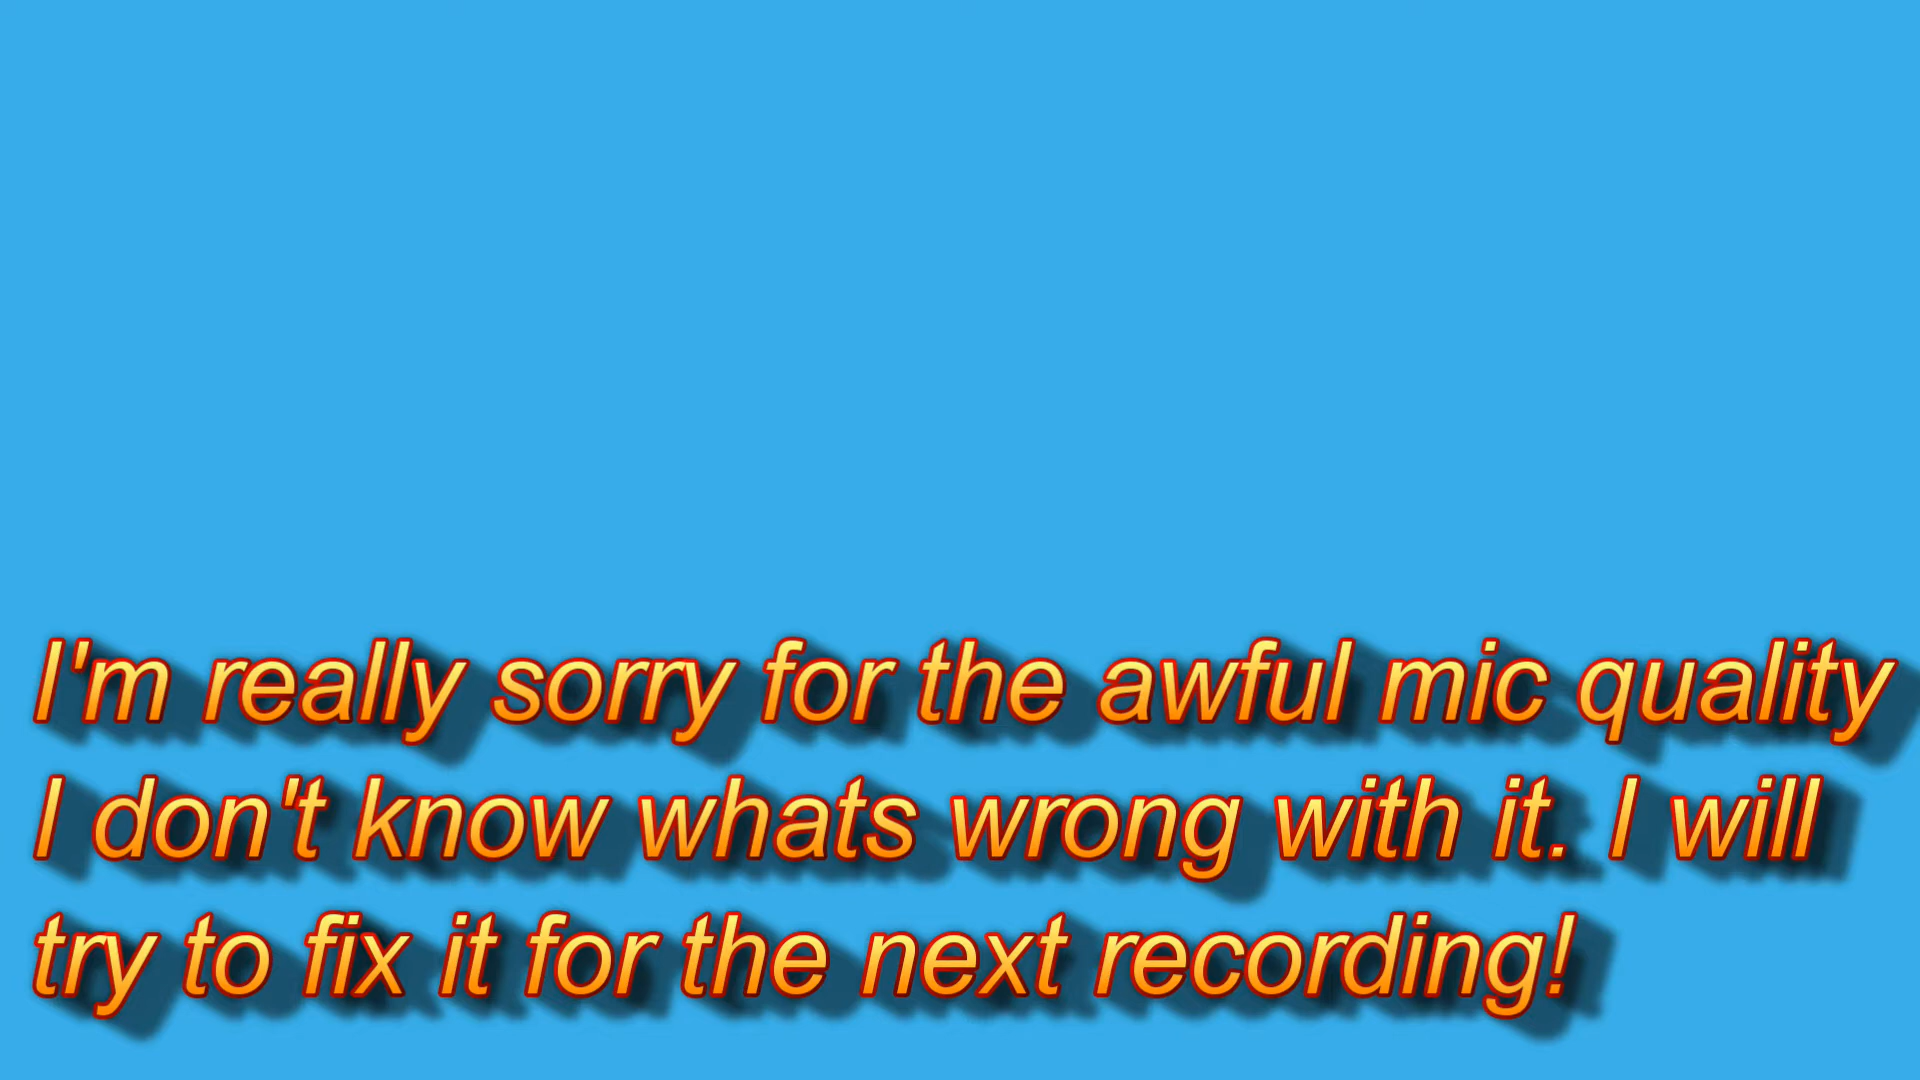 I'm really sorry for the awful mic quality
I don't know whats wrong with it. I will
try to fix it for the next recording!